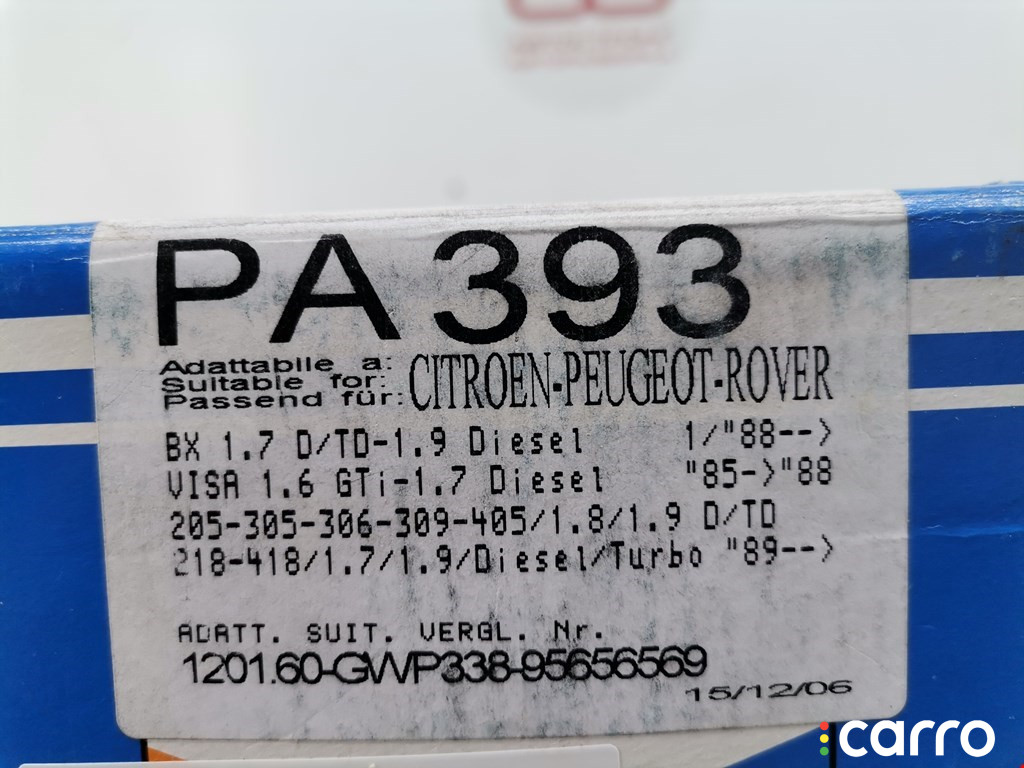 PA 393
Adattabile a:
Suitable for:
Passend für:
CITROEN-PEUGEOT-ROVER
BX 1.7 D/TD-1.9 Diesel 1/"88-->
VISA 1.6 GTi-1.7 Diesel "85->"88
205-305-306-309-405/1.8/1.9 D/TD
218-418/1.7/1.9/Diesel/Turbo "89-->
ADATT. SUIT. VERGL. Nr.
1201.60-GWP338-95656569
15/12/06
carro